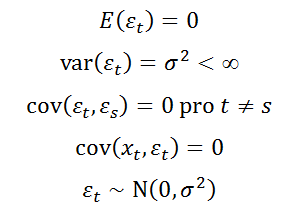 E(εₜ) = 0
var(εₜ) = σ² < ∞
cov(εₜ, εₛ) = 0 pro t ≠ s
cov(xₜ, εₜ) = 0
εₜ ~ N(0, σ²)